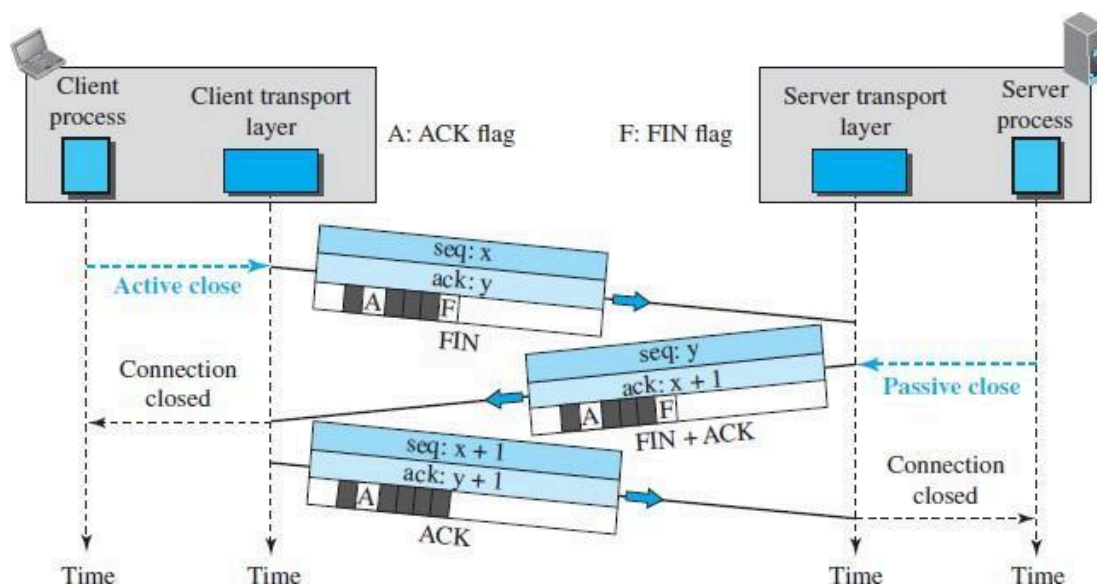 Client
process
Client transport
layer
A: ACK flag
F: FIN flag
Server transport
layer
Server
process
seq: x
ack: y
A
F
FIN
Active close
seq: y
ack: x + 1
A
F
FIN + ACK
Passive close
Connection
closed
seq: x + 1
ack: y + 1
A
ACK
Connection
closed
Time
Time
Time
Time